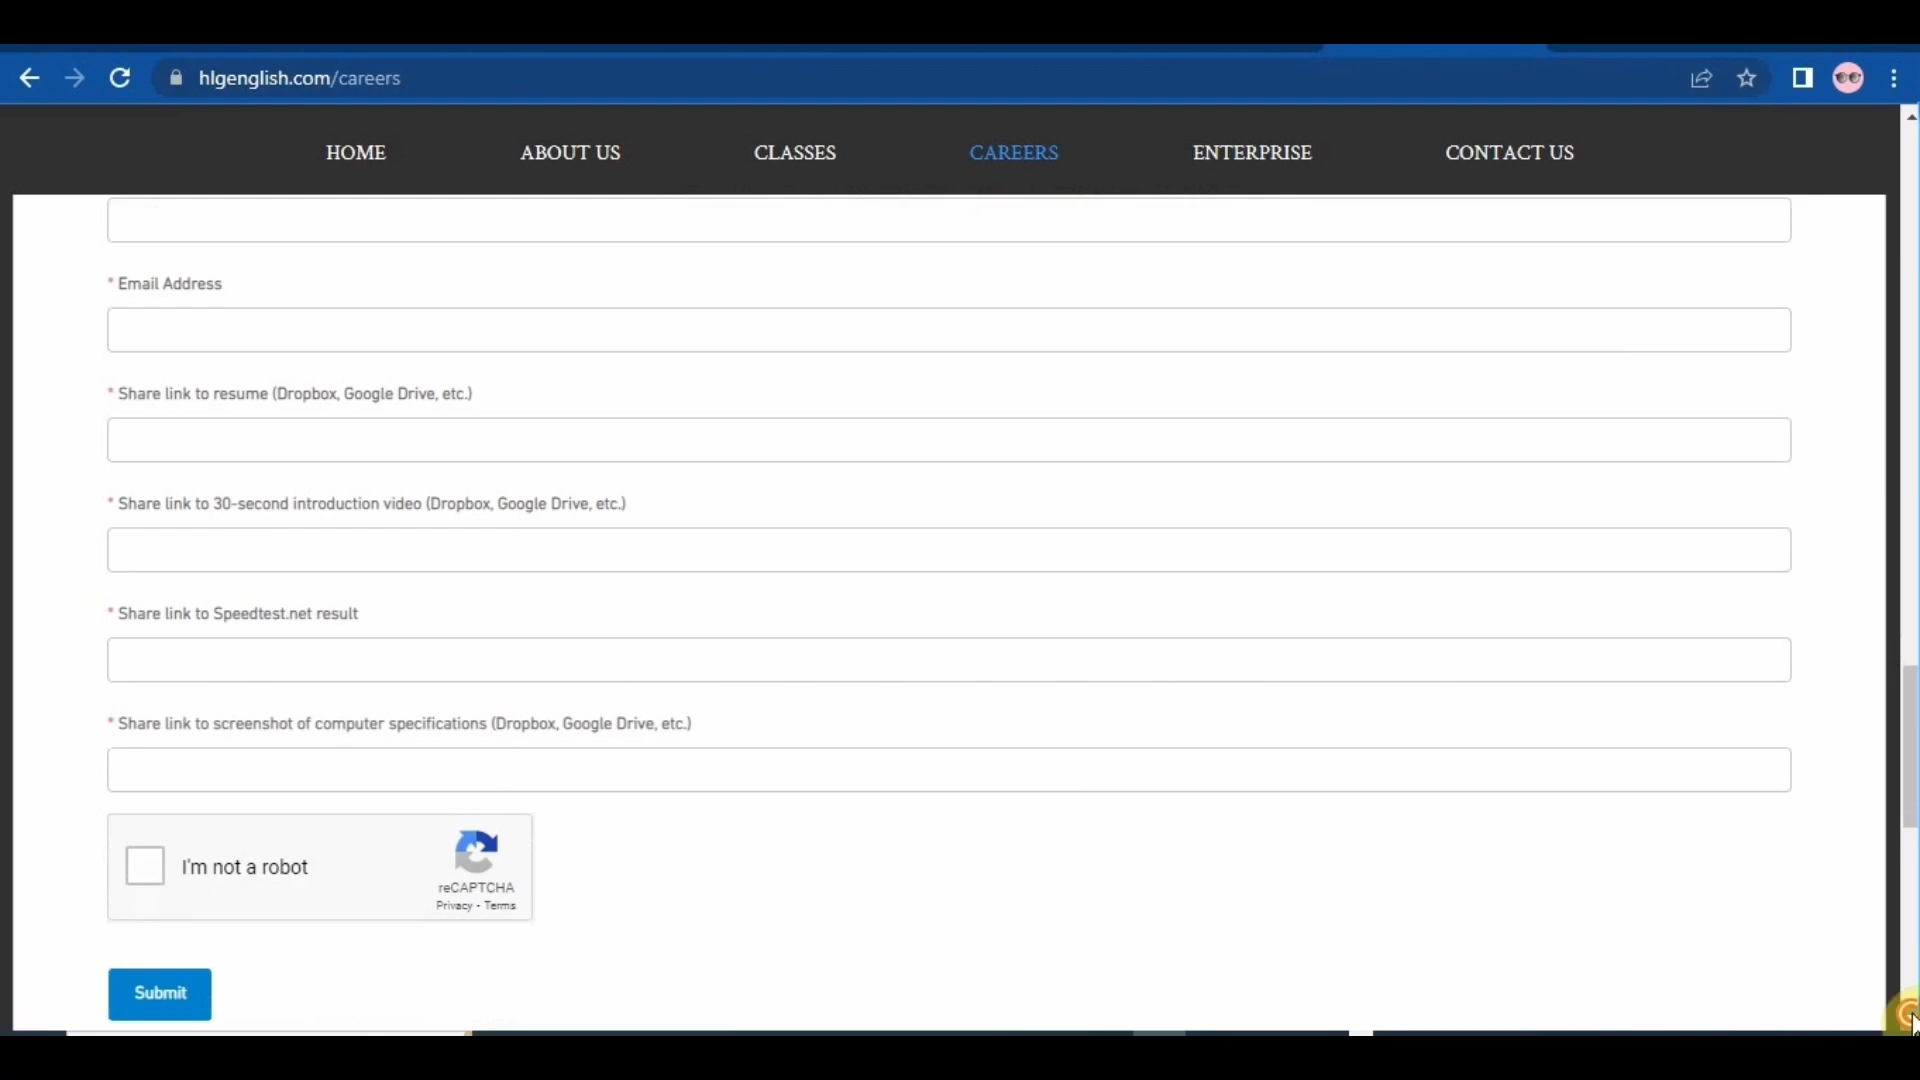 hlgenglish.com/careers
HOME ABOUT US CLASSES CAREERS ENTERPRISE CONTACT US
* Email Address
* Share link to resume (Dropbox, Google Drive, etc.)
* Share link to 30-second introduction video (Dropbox, Google Drive, etc.)
* Share link to Speedtest.net result
* Share link to screenshot of computer specifications (Dropbox, Google Drive, etc.)
I'm not a robot
reCAPTCHA
Privacy - Terms
Submit